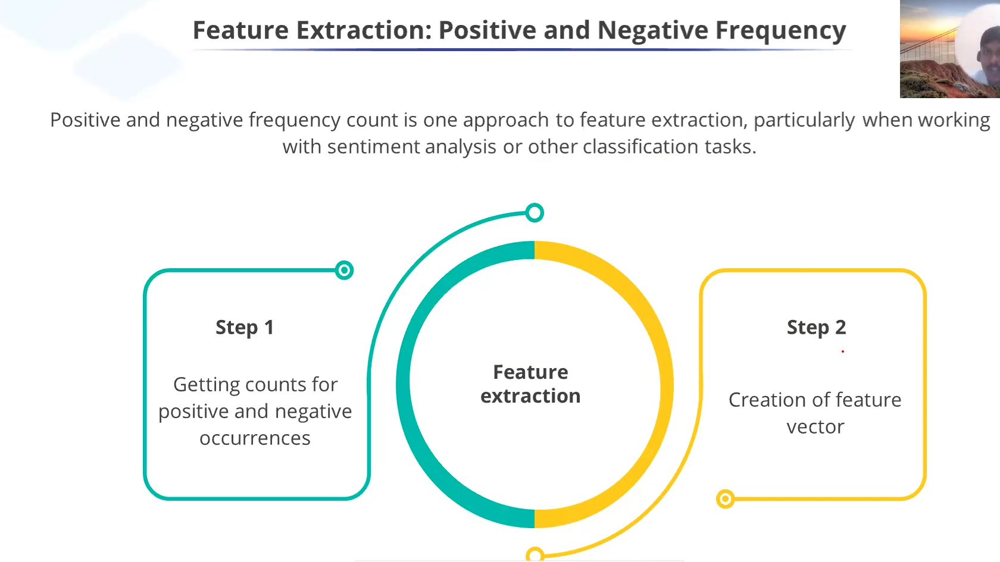 Feature Extraction: Positive and Negative Frequency
Positive and negative frequency count is one approach to feature extraction, particularly when working
with sentiment analysis or other classification tasks.
Step 1
Getting counts for
positive and negative
occurrences
Feature
extraction
Step 2
Creation of feature
vector